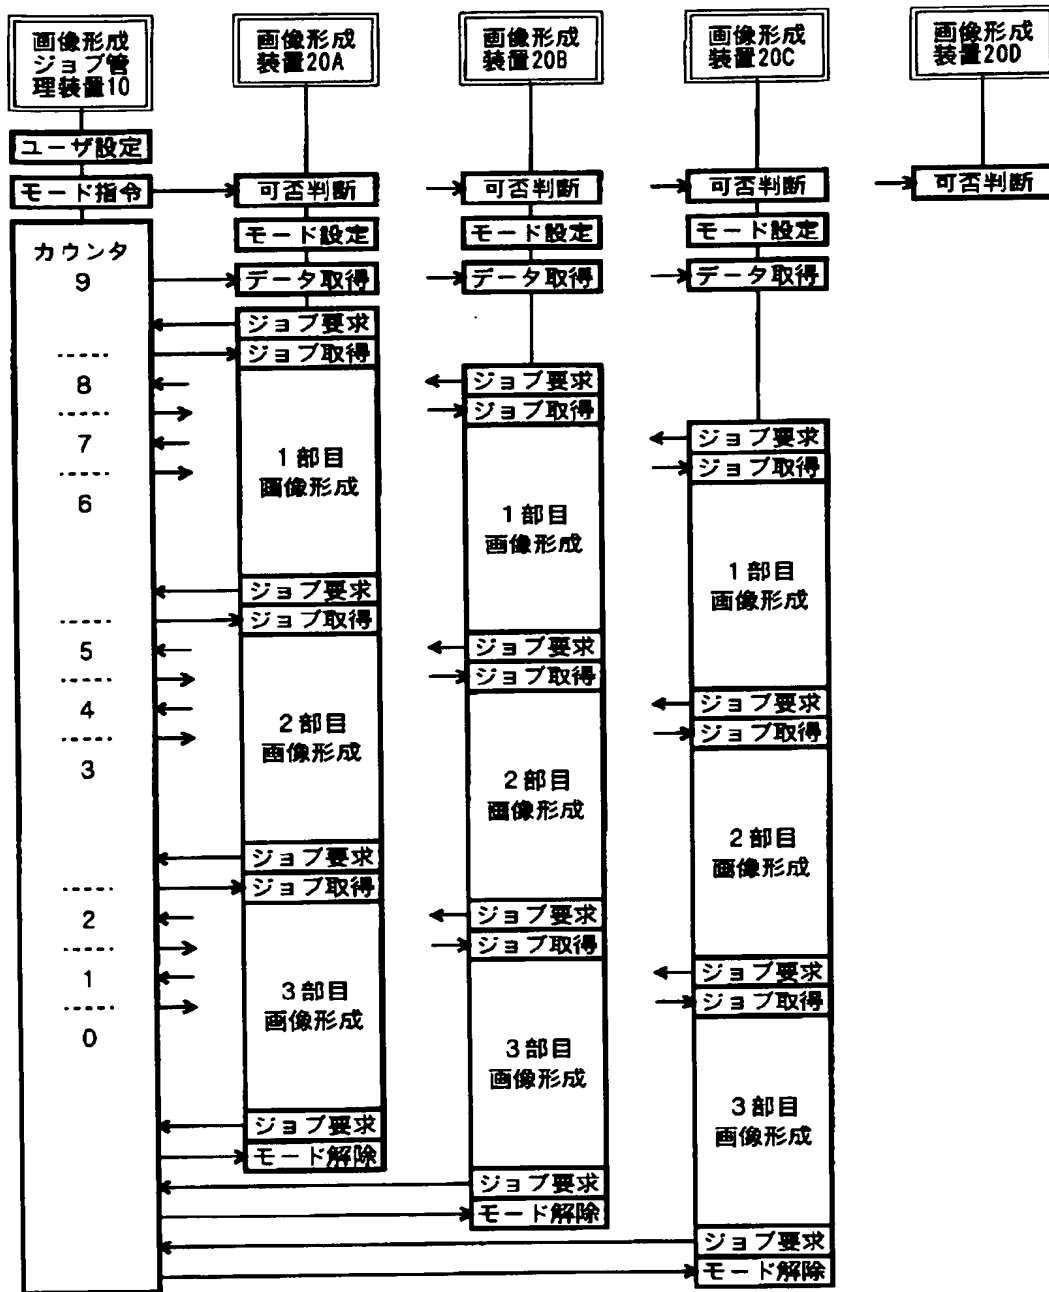 画像形成
ジョブ管
理装置10
画像形成
装置20A
画像形成
装置20B
画像形成
装置20C
画像形成
装置20D
ユーザ設定
モード指令
可否判断
可否判断
可否判断
可否判断
モード設定
モード設定
モード設定
カウンタ
9
データ取得
データ取得
データ取得
ジョブ要求
ジョブ取得
8
ジョブ要求
ジョブ取得
7
ジョブ要求
ジョブ取得
6
1部目
画像形成
1部目
画像形成
1部目
画像形成
ジョブ要求
ジョブ取得
5
ジョブ要求
ジョブ取得
4
ジョブ要求
ジョブ取得
3
2部目
画像形成
2部目
画像形成
2部目
画像形成
ジョブ要求
ジョブ取得
2
ジョブ要求
ジョブ取得
1
ジョブ要求
ジョブ取得
0
3部目
画像形成
3部目
画像形成
3部目
画像形成
ジョブ要求
モード解除
ジョブ要求
モード解除
ジョブ要求
モード解除